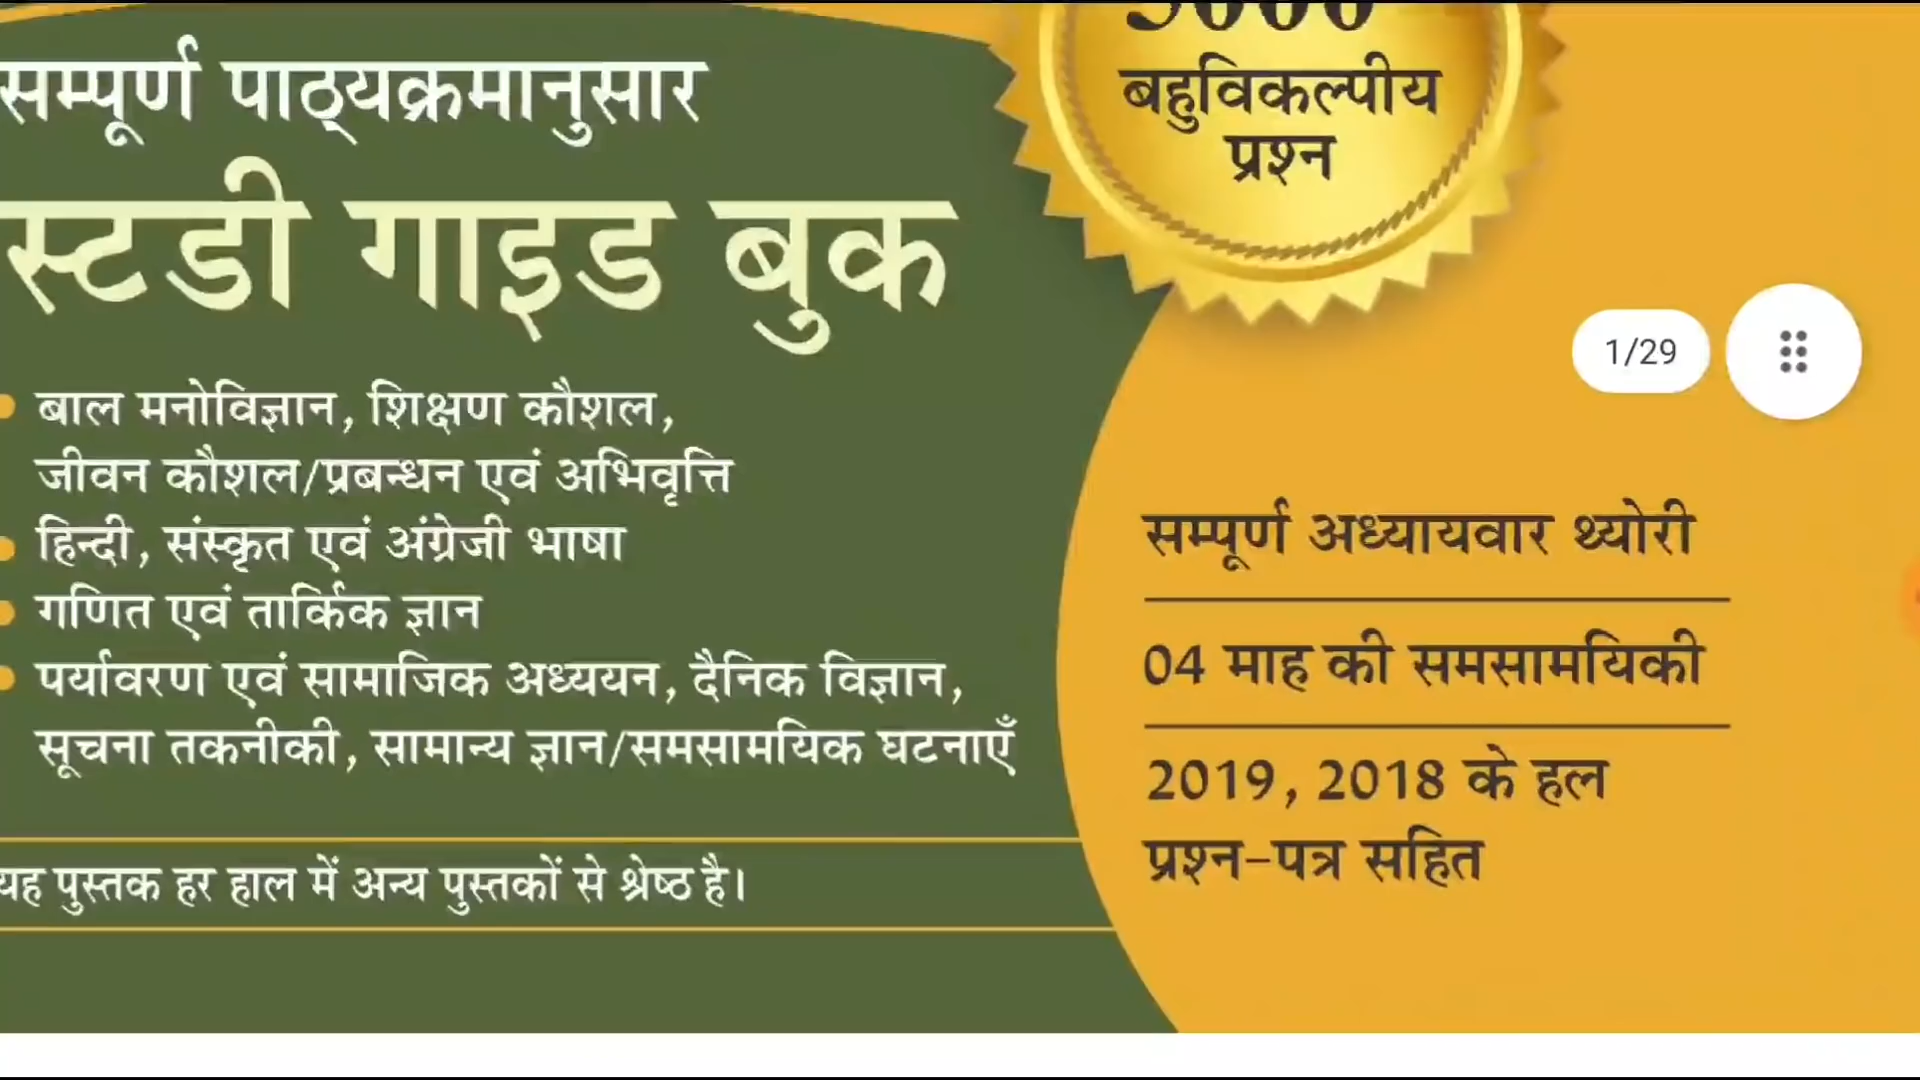 सम्पूर्ण पाठ्यक्रमानुसार
स्टडी गाइड बुक
बाल मनोविज्ञान, शिक्षण कौशल,
जीवन कौशल/प्रबन्धन एवं अभिवृत्ति
हिन्दी, संस्कृत एवं अंग्रेजी भाषा
गणित एवं तार्किक ज्ञान
पर्यावरण एवं सामाजिक अध्ययन, दैनिक विज्ञान,
सूचना तकनीकी, सामान्य ज्ञान/समसामयिक घटनाएँ
यह पुस्तक हर हाल में अन्य पुस्तकों से श्रेष्ठ है।
बहुविकल्पीय
प्रश्न
1/29
सम्पूर्ण अध्यायवार थ्योरी
04 माह की समसामयिकी
2019, 2018 के हल
प्रश्न-पत्र सहित